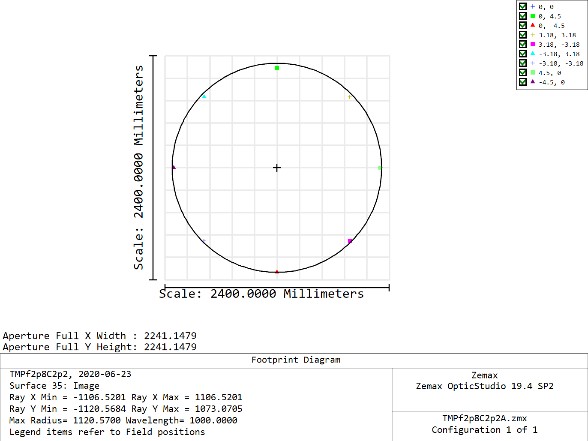 0, 0
0, 4.5
0, -4.5
3.18, 3.18
3.18, -3.18
-3.18, 3.18
-3.18, -3.18
4.5, 0
-4.5, 0
Scale: 2400.0000 Millimeters
Scale: 2400.0000 Millimeters
Aperture Full X Width : 2241.1479
Aperture Full Y Height: 2241.1479
Footprint Diagram
TMPf2p8C2p2, 2020-06-23
Surface 35: Image
Ray X Min = -1106.5201 Ray X Max = 1106.5201
Ray Y Min = -1120.5684 Ray Y Max = 1073.0705
Max Radius= 1120.5700 Wavelength= 1000.0000
Legend items refer to Field positions
Zemax
Zemax OpticStudio 19.4 SP2
TMPf2p8C2p2A.zmx
Configuration 1 of 1